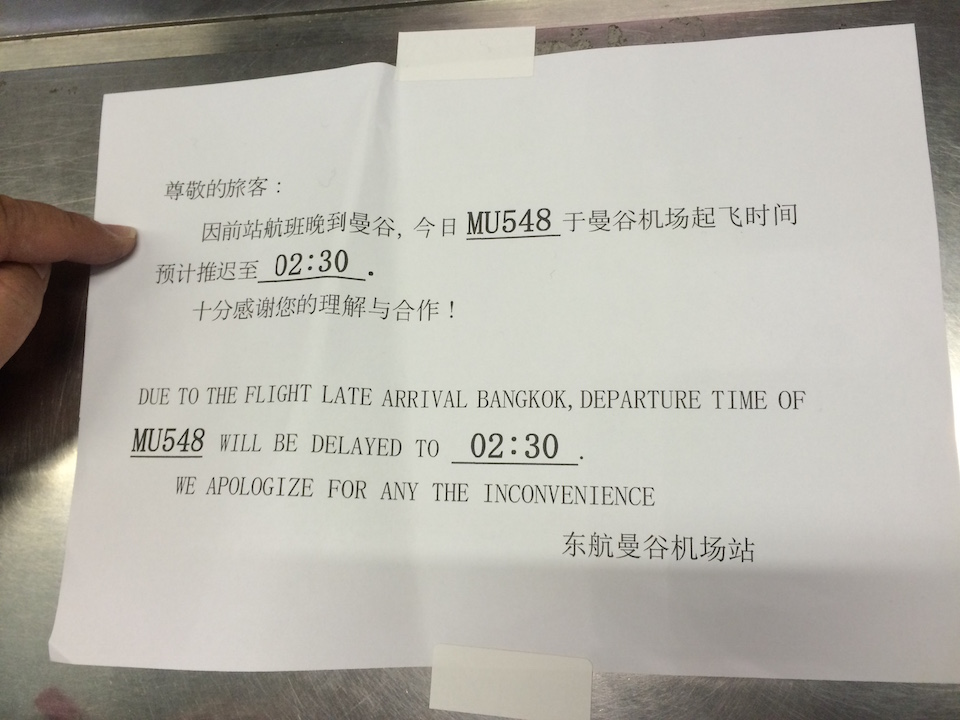 尊敬的旅客：
因前站航班晚到曼谷, 今日 MU548 于曼谷机场起飞时间
预计推迟至 02:30 .
十分感谢您的理解与合作！
DUE TO THE FLIGHT LATE ARRIVAL BANGKOK, DEPARTURE TIME OF
MU548 WILL BE DELAYED TO 02:30 .
WE APOLOGIZE FOR ANY THE INCONVENIENCE
东航曼谷机场站